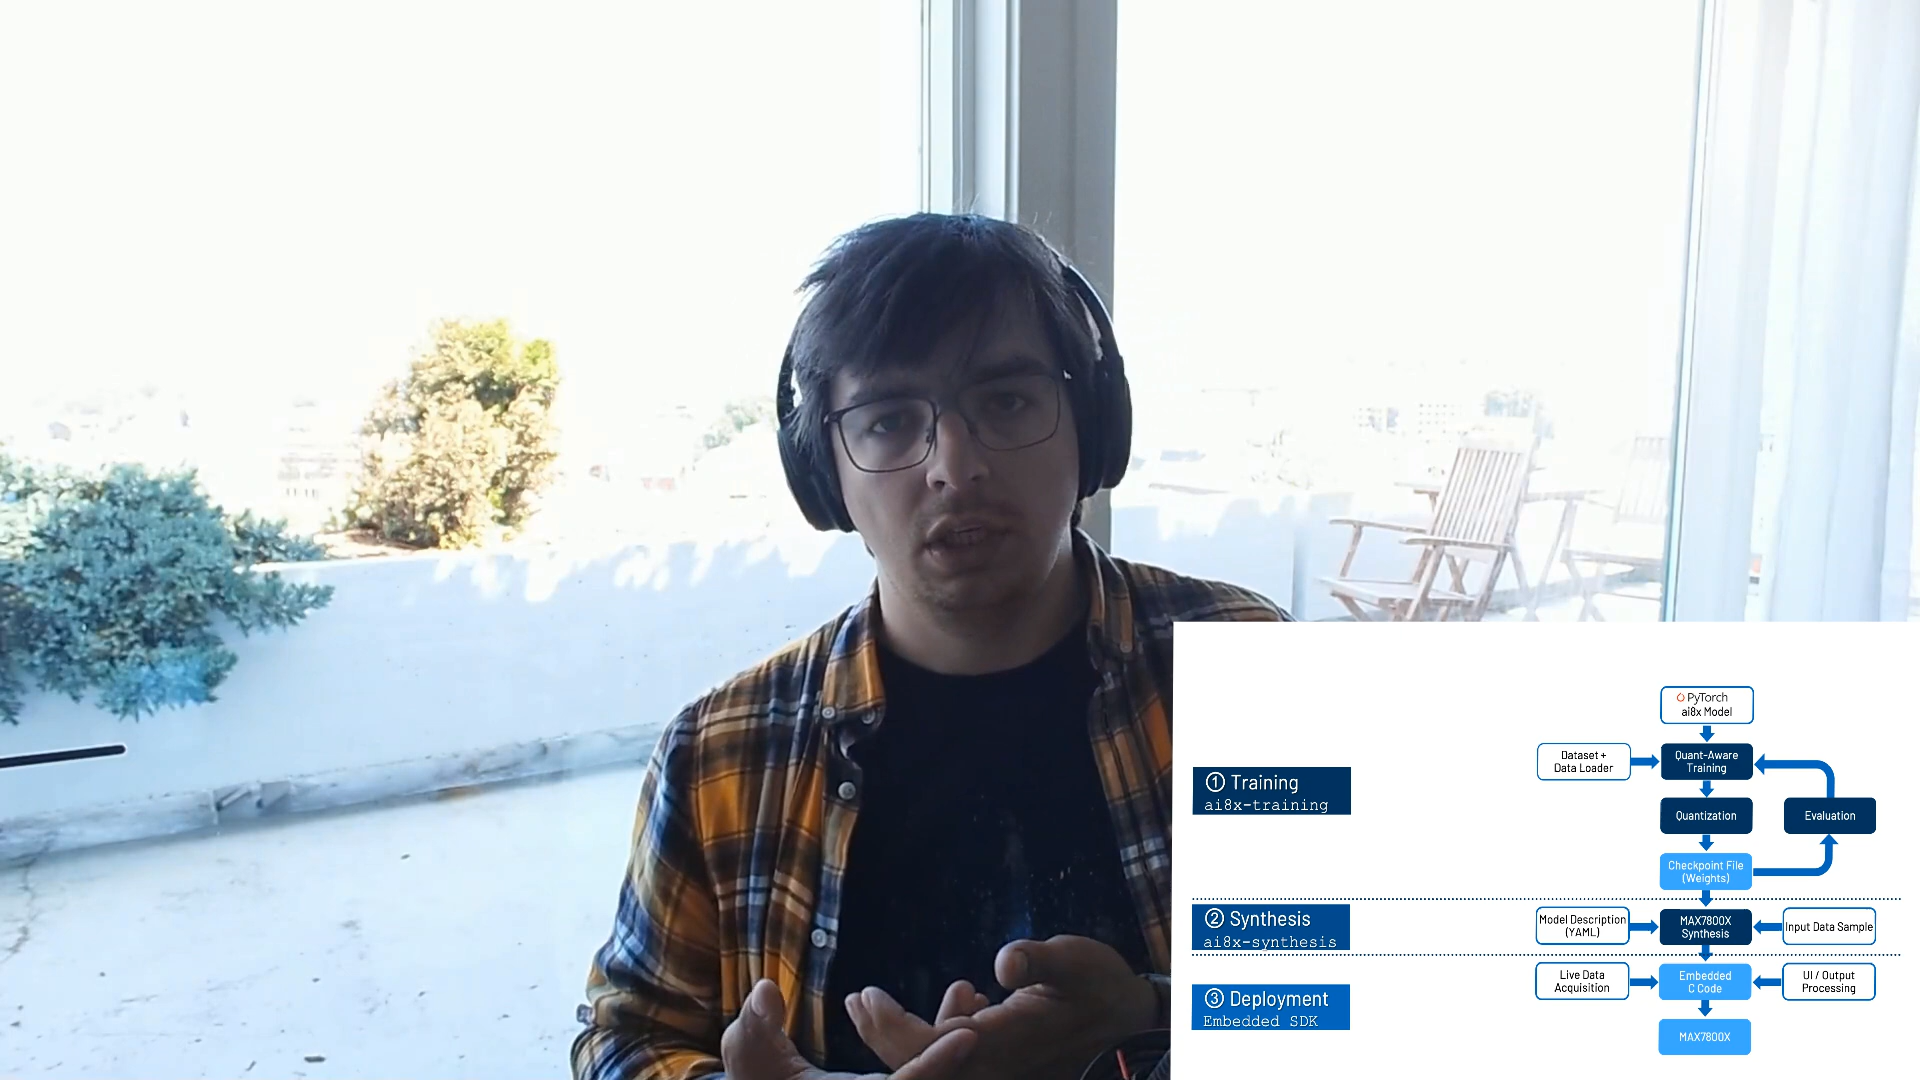 PyTorch
ai8x Model
Dataset +
Data Loader
Quant-Aware
Training
① Training
ai8x-training
Quantization
Evaluation
Checkpoint File
(Weights)
② Synthesis
ai8x-synthesis
Model Description
(YAML)
MAX7800X
Synthesis
Input Data Sample
③ Deployment
Embedded SDK
Live Data
Acquisition
Embedded
C Code
UI / Output
Processing
MAX7800X